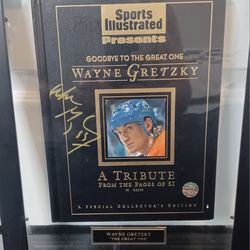 Sports
Illustrated
Presents
GOODBYE TO THE GREAT ONE
WAYNE GRETZKY
A TRIBUTE
FROM THE PAGES OF SI
A SPECIAL COLLECTOR'S EDITION
WAYNE GRETZKY
"THE GREAT ONE"